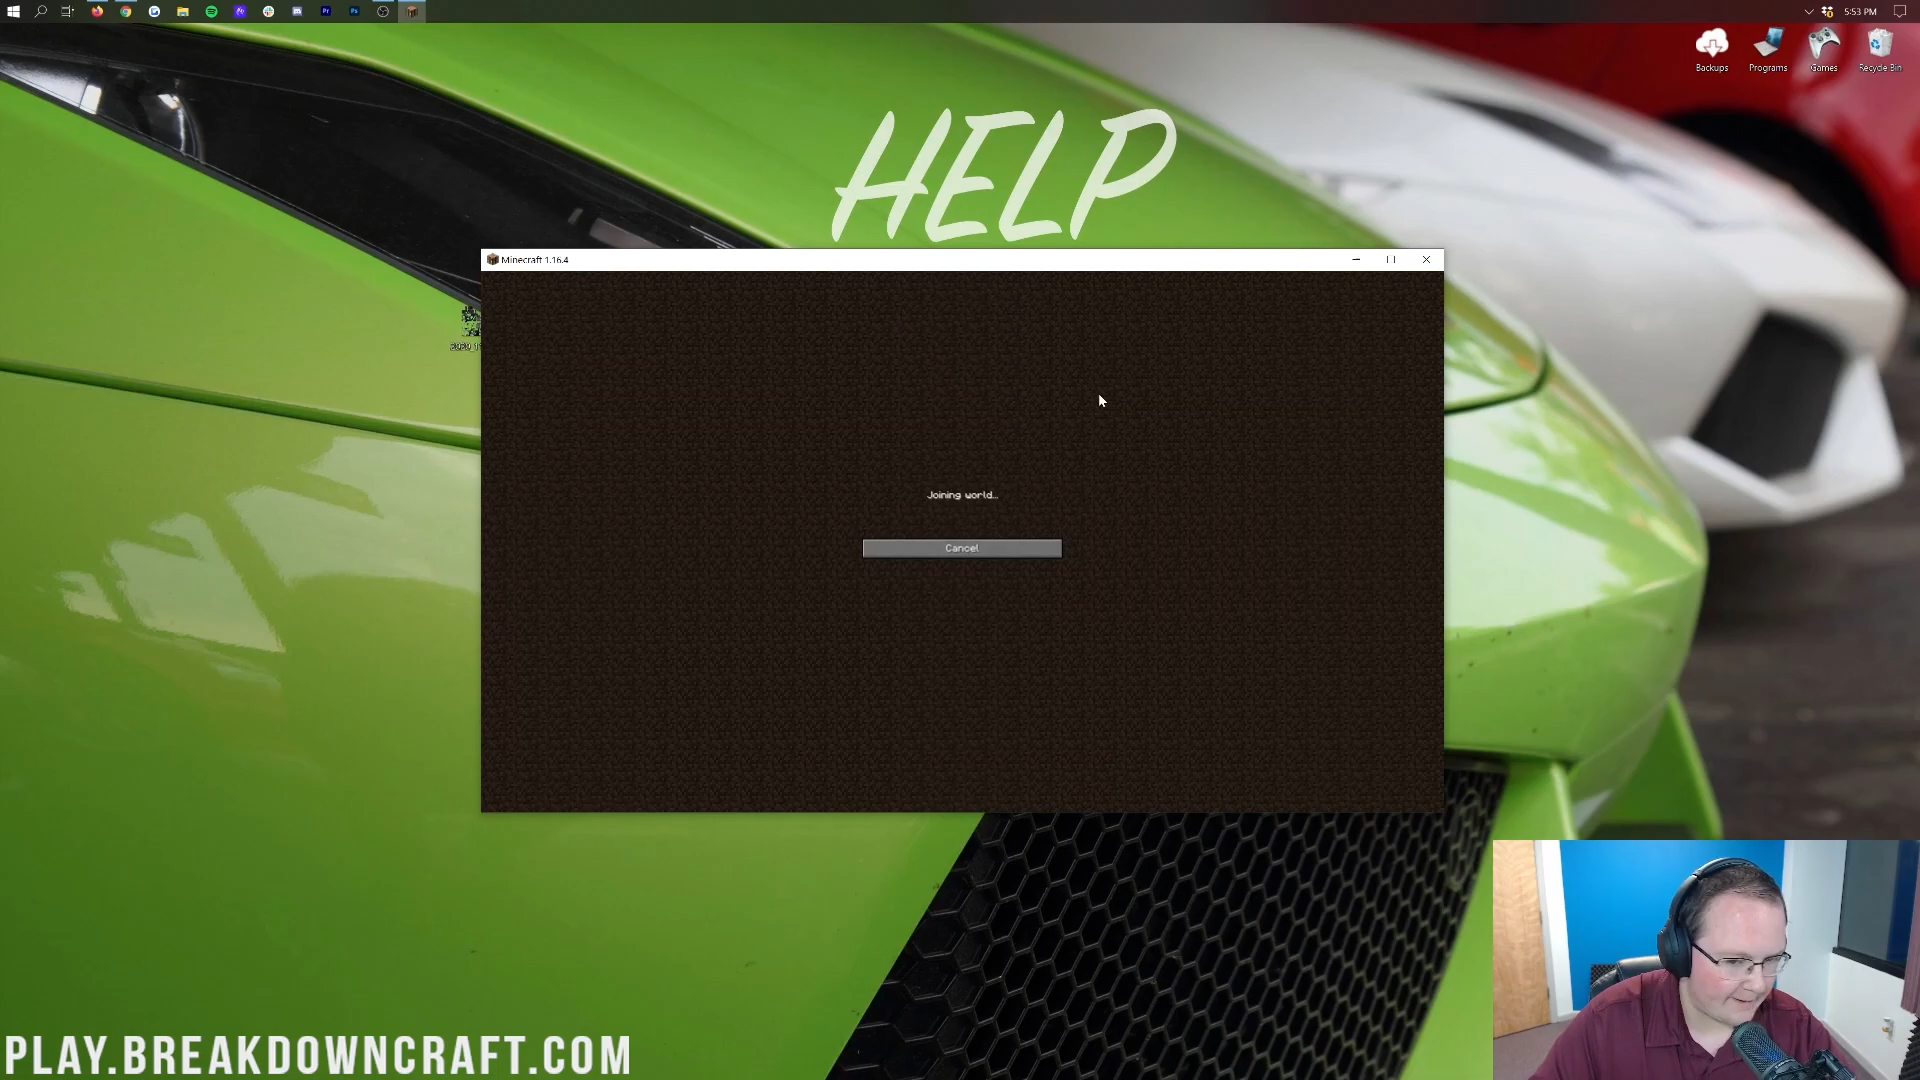 5:53 PM
Backups
Programs
Games
Recycle Bin
HELP
Minecraft 1.16.4
Joining world...
Cancel
PLAY.BREAKDOWNCRAFT.COM